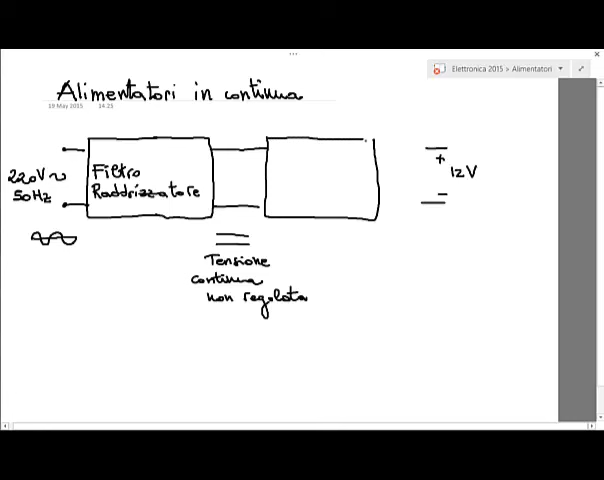 Elettronica 2015 > Alimentatori
Alimentatori in continua
19 May 2015 14:25
220V ~
50Hz
Filtro
Raddrizzatore
+
12V
-
Tensione
continua
non regolata